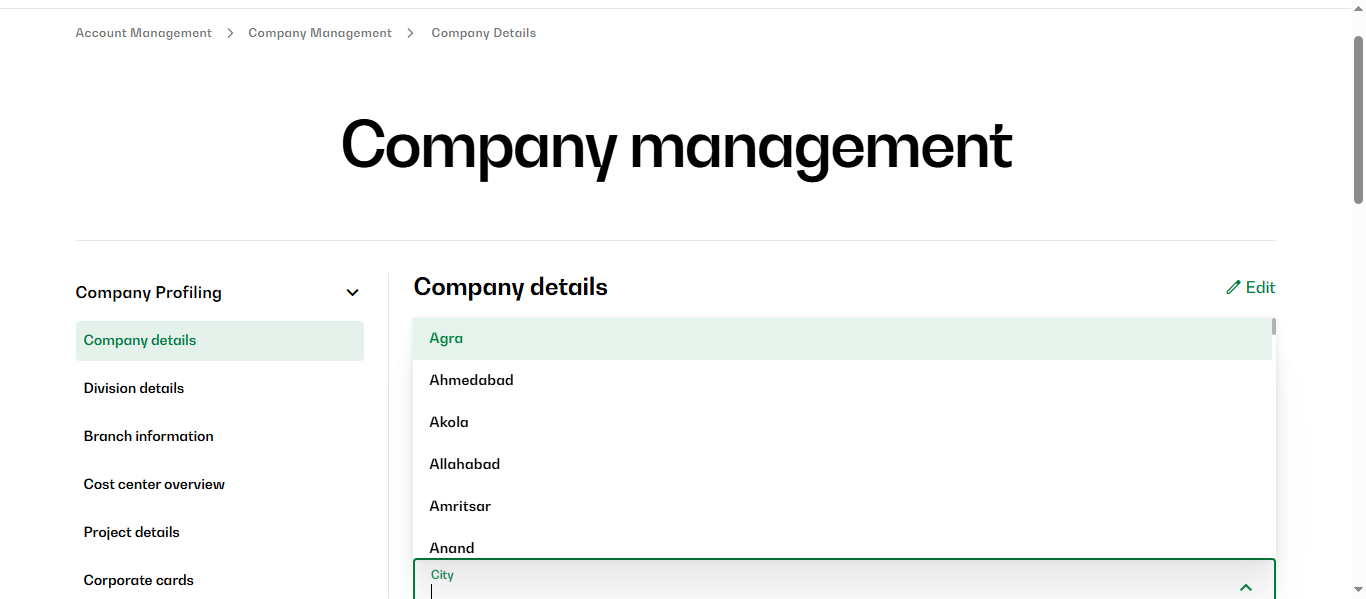 Account Management > Company Management > Company Details
Company management
Company Profiling
Company details
Division details
Branch information
Cost center overview
Project details
Corporate cards
Company details
Edit
Agra
Ahmedabad
Akola
Allahabad
Amritsar
Anand
City